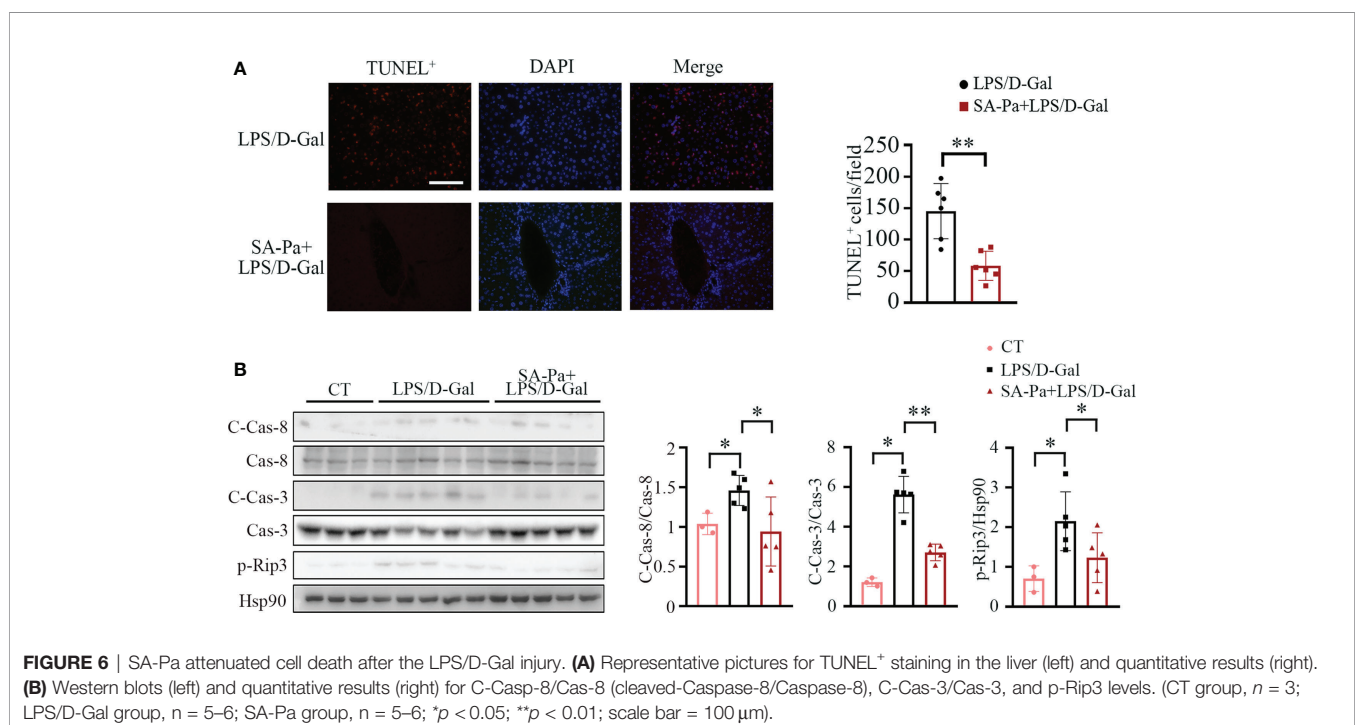 A
TUNEL⁺ DAPI Merge
LPS/D-Gal
SA-Pa+
LPS/D-Gal
LPS/D-Gal
SA-Pa+LPS/D-Gal
TUNEL⁺ cells/field
250
200
150
100
50
0
**
B
CT LPS/D-Gal SA-Pa+
LPS/D-Gal
C-Cas-8
Cas-8
C-Cas-3
Cas-3
p-Rip3
Hsp90
CT
LPS/D-Gal
SA-Pa+LPS/D-Gal
C-Cas-8/Cas-8
2
1.5
1
0.5
0
*
*
C-Cas-3/Cas-3
8
6
4
2
0
*
**
p-Rip3/Hsp90
4
3
2
1
0
*
*
FIGURE 6 | SA-Pa attenuated cell death after the LPS/D-Gal injury. (A) Representative pictures for TUNEL⁺ staining in the liver (left) and quantitative results (right).
(B) Western blots (left) and quantitative results (right) for C-Casp-8/Cas-8 (cleaved-Caspase-8/Caspase-8), C-Cas-3/Cas-3, and p-Rip3 levels. (CT group, n = 3;
LPS/D-Gal group, n = 5–6; SA-Pa group, n = 5–6; *p < 0.05; **p < 0.01; scale bar = 100 μm).